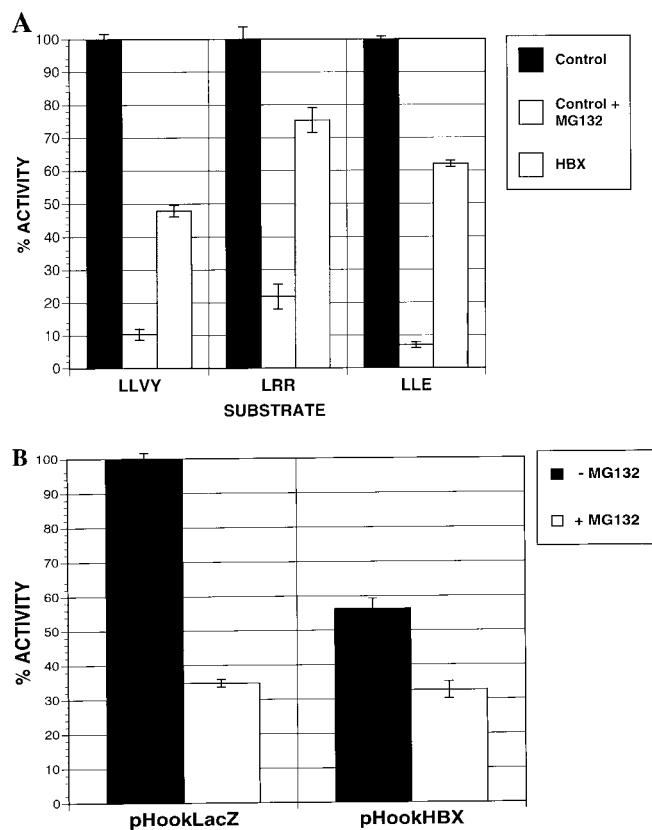 A
100
90
80
70
60
50
40
30
20
10
0
% ACTIVITY
LLVY LRR LLE
SUBSTRATE
Control
Control +
MG132
HBX
B
100
90
80
70
60
50
40
30
20
10
0
% ACTIVITY
pHookLacZ pHookHBX
- MG132
+ MG132